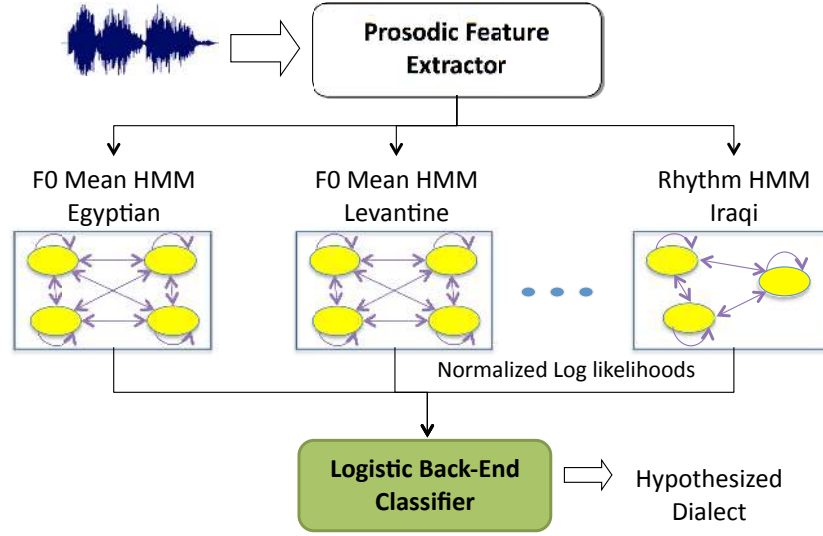 Prosodic Feature
Extractor
F0 Mean HMM
Egyptian
F0 Mean HMM
Levantine
Rhythm HMM
Iraqi
Normalized Log likelihoods
Logistic Back-End
Classifier
Hypothesized
Dialect